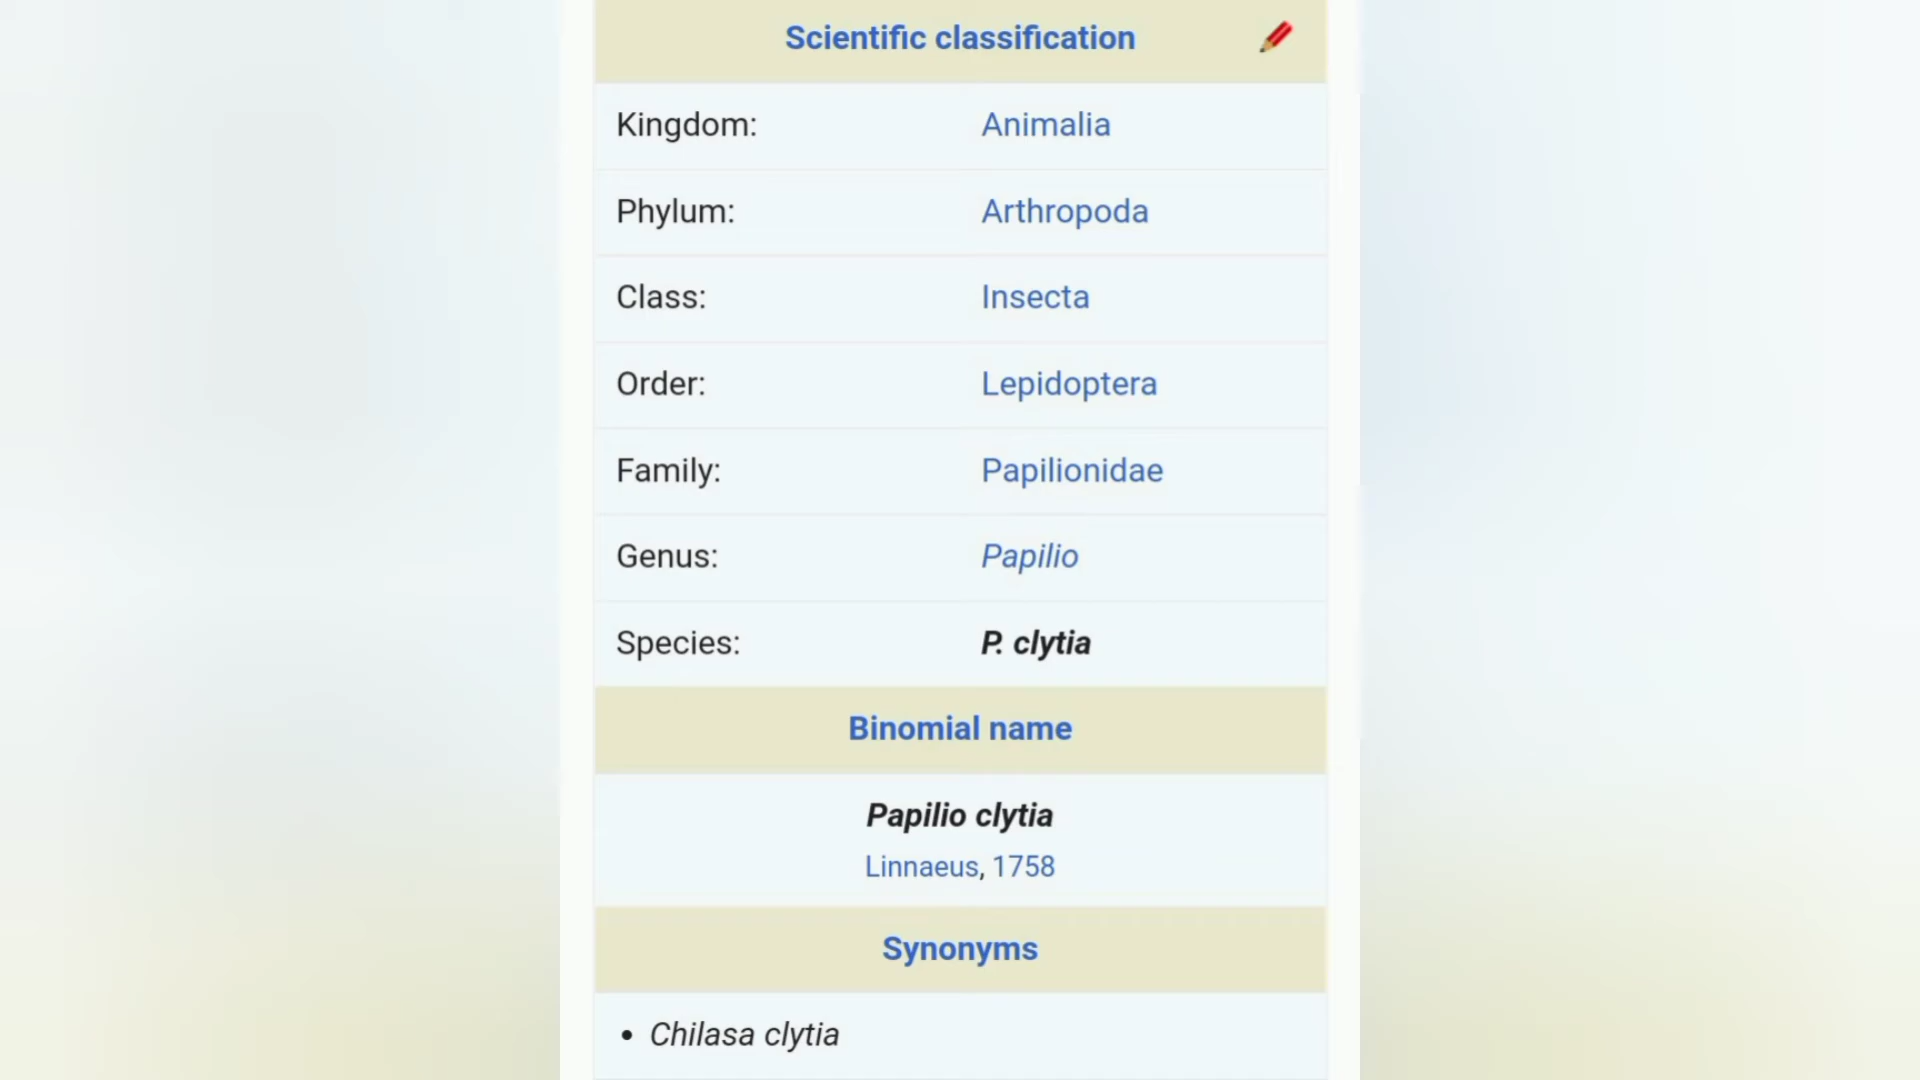 Scientific classification
Kingdom: Animalia
Phylum: Arthropoda
Class: Insecta
Order: Lepidoptera
Family: Papilionidae
Genus: Papilio
Species: P. clytia
Binomial name
Papilio clytia
Linnaeus, 1758
Synonyms
• Chilasa clytia